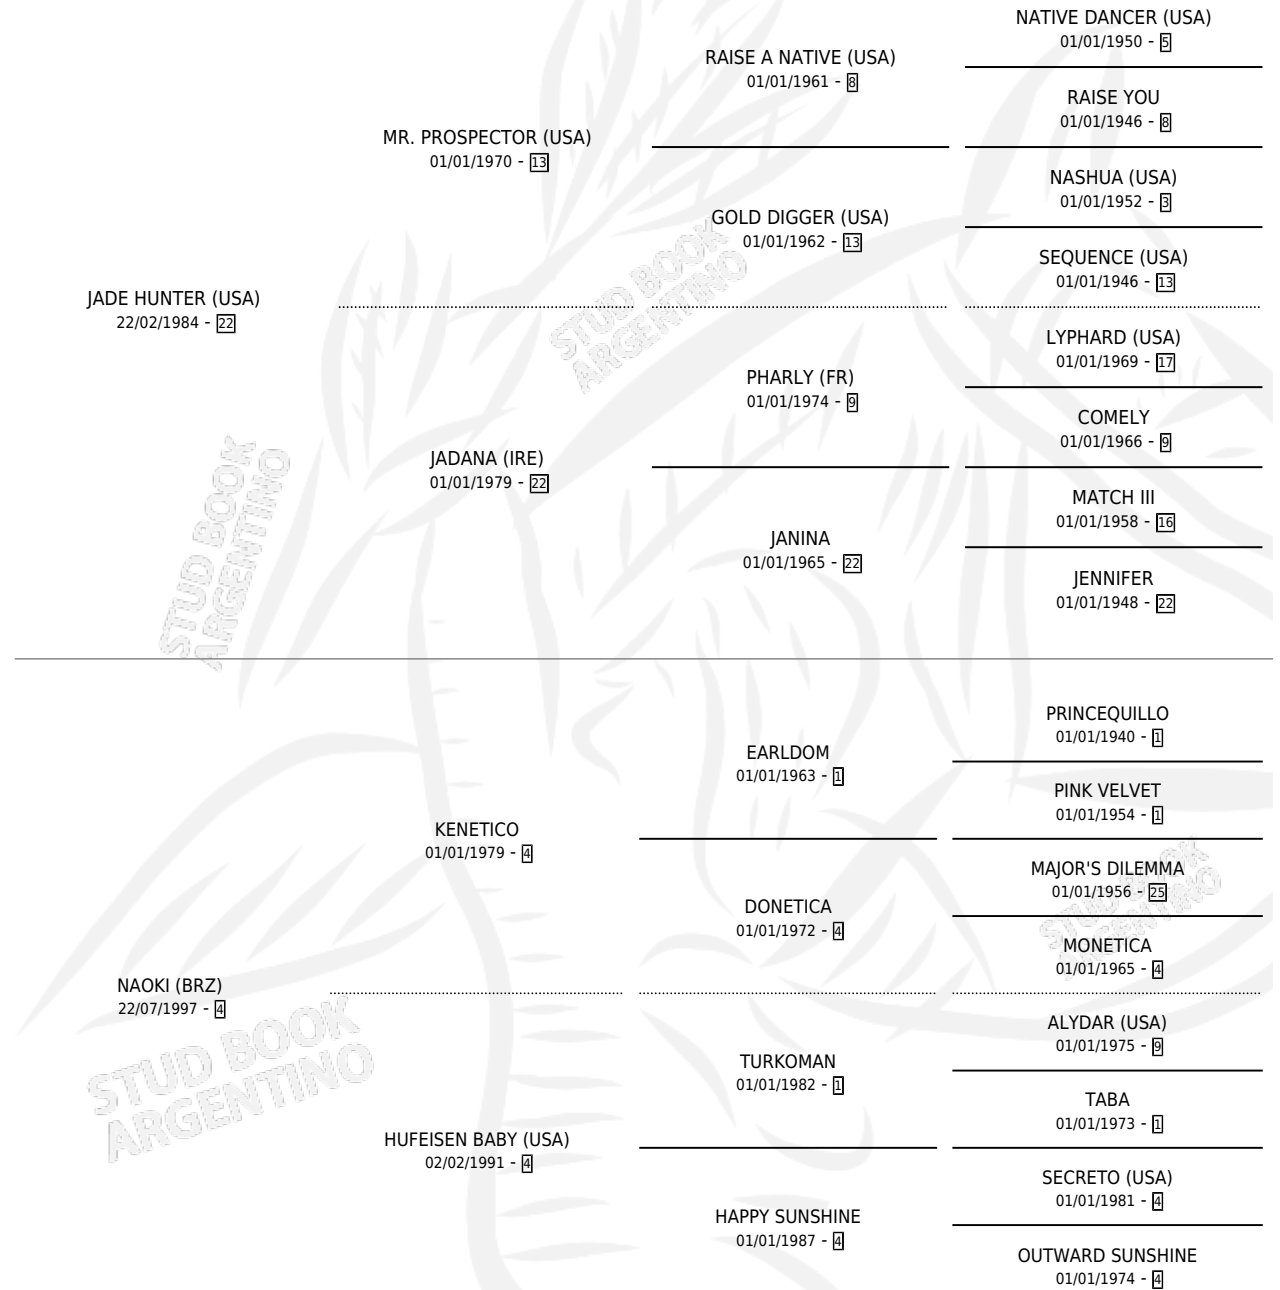 NATIVE DANCER (USA)
01/01/1950 - 5
RAISE A NATIVE (USA)
01/01/1961 - 8
RAISE YOU
01/01/1946 - 8
MR. PROSPECTOR (USA)
01/01/1970 - 13
NASHUA (USA)
01/01/1952 - 3
GOLD DIGGER (USA)
01/01/1962 - 13
SEQUENCE (USA)
01/01/1946 - 13
JADE HUNTER (USA)
22/02/1984 - 22
LYPHARD (USA)
01/01/1969 - 17
PHARLY (FR)
01/01/1974 - 9
COMELY
01/01/1966 - 9
JADANA (IRE)
01/01/1979 - 22
MATCH III
01/01/1958 - 16
JANINA
01/01/1965 - 22
JENNIFER
01/01/1948 - 22
STUD BOOK
ARGENTINO
STUD BOOK
ARGENTINO
PRINCEQUILLO
01/01/1940 - 1
EARLDOM
01/01/1963 - 1
PINK VELVET
01/01/1954 - 1
KENETICO
01/01/1979 - 4
MAJOR'S DILEMMA
01/01/1956 - 25
DONETICA
01/01/1972 - 4
MONETICA
01/01/1965 - 4
STUD BOOK
ARGENTINO
NAOKI (BRZ)
22/07/1997 - 4
ALYDAR (USA)
01/01/1975 - 9
TURKOMAN
01/01/1982 - 1
TABA
01/01/1973 - 1
STUD BOOK
ARGENTINO
HUFEISEN BABY (USA)
02/02/1991 - 4
SECRETO (USA)
01/01/1981 - 4
HAPPY SUNSHINE
01/01/1987 - 4
OUTWARD SUNSHINE
01/01/1974 - 4